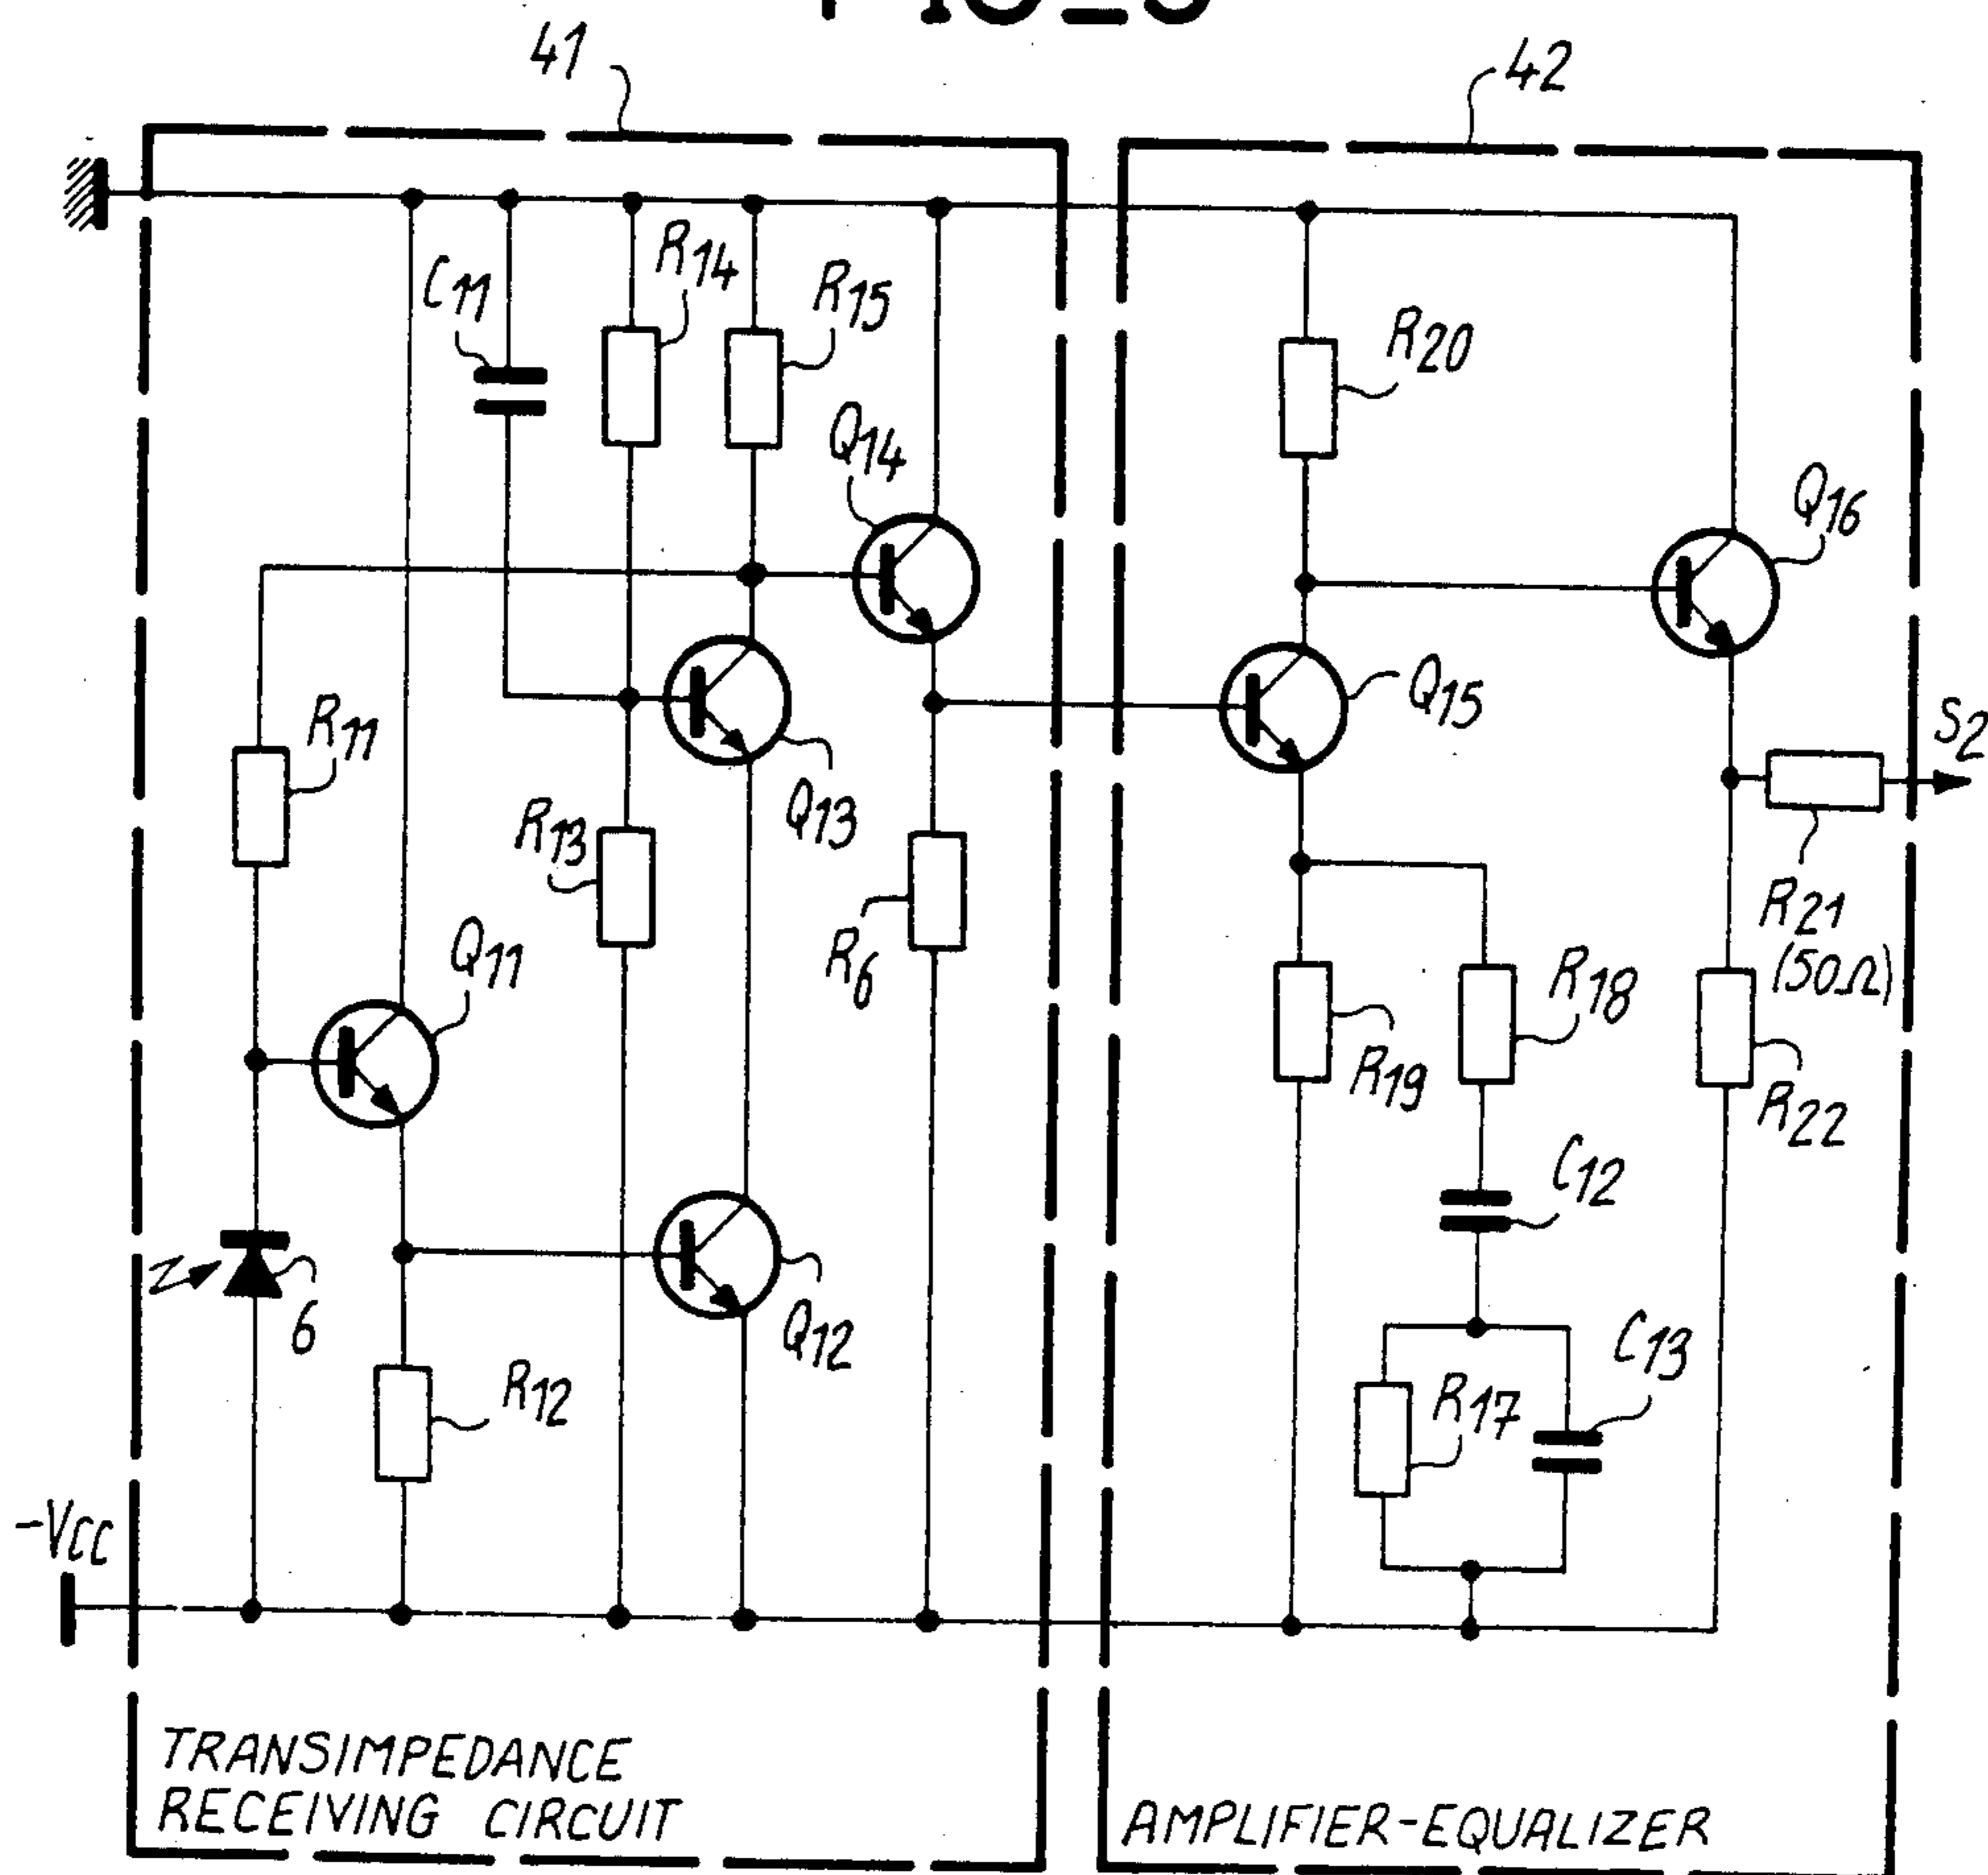 FIG_5
41
42
C11
R14
R15
Q14
R20
Q16
R11
Q13
Q15
S2
R13
R6
Q11
R21
(50Ω)
R18
R19
R22
C12
6
Q12
R12
C13
R17
-VCC
TRANSIMPEDANCE
RECEIVING CIRCUIT
AMPLIFIER-EQUALIZER